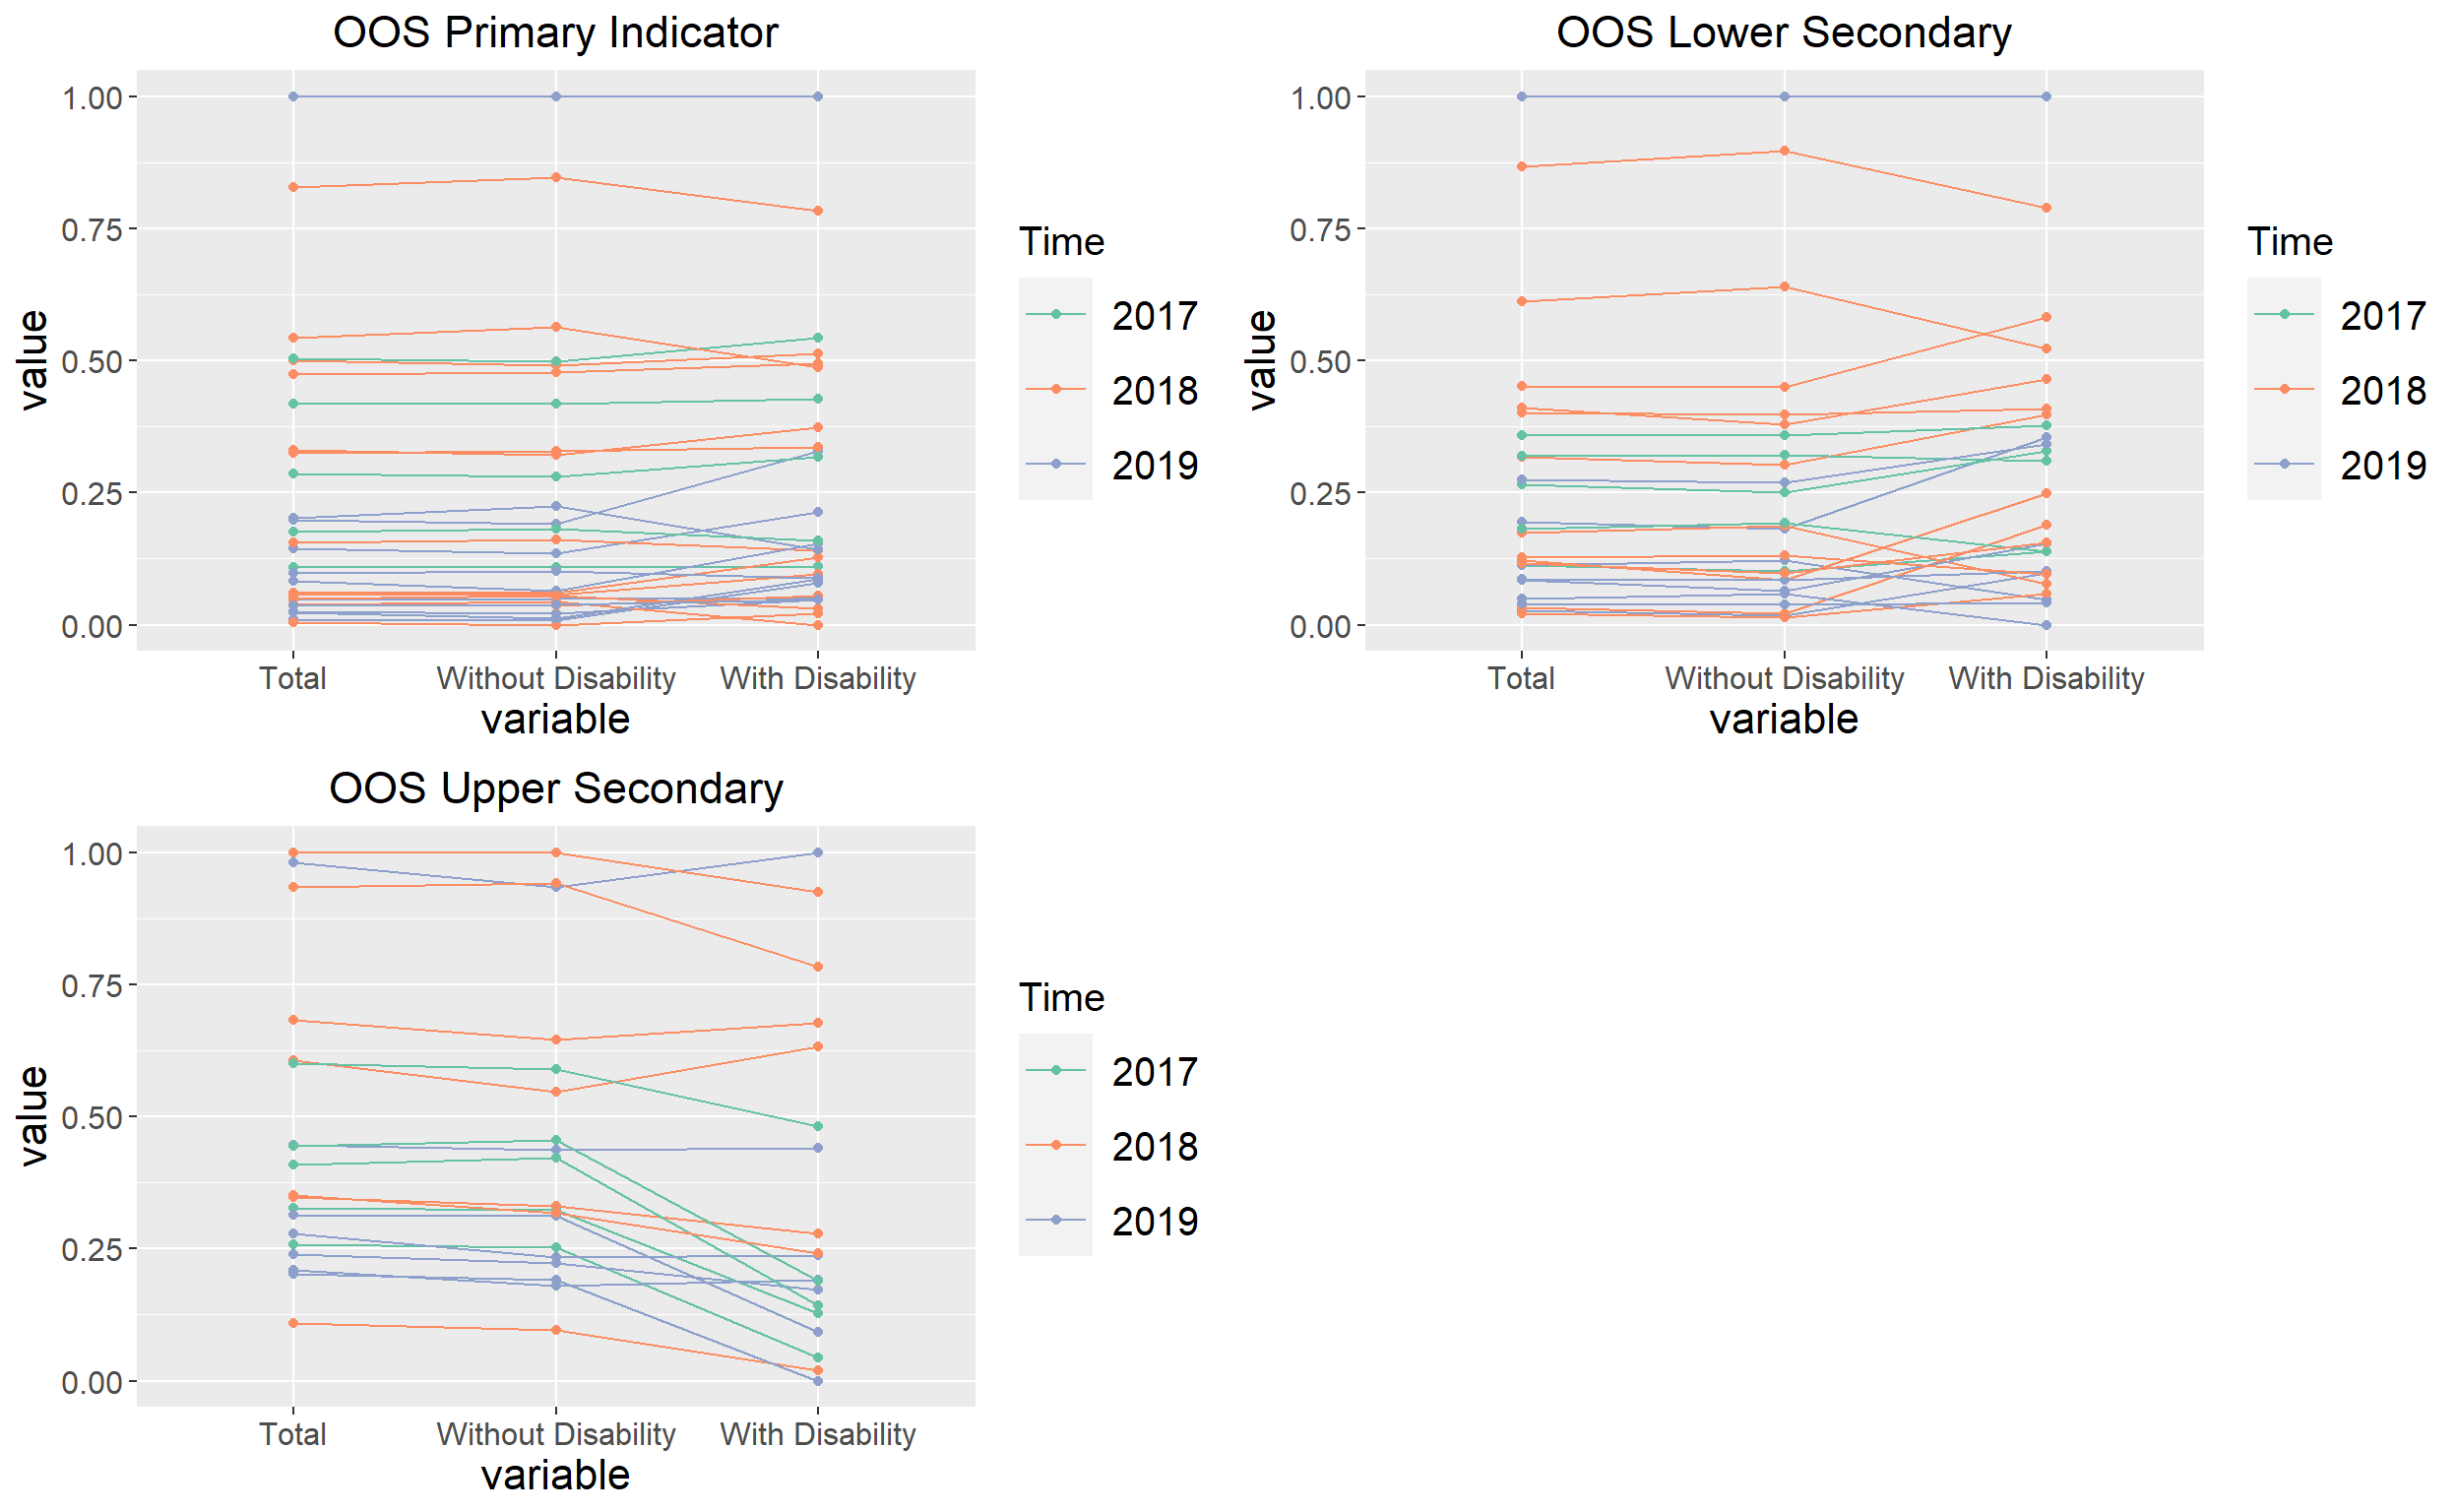 OOS Primary Indicator
value
1.00
0.75
0.50
0.25
0.00
Total Without Disability With Disability
variable
Time
2017
2018
2019
OOS Lower Secondary
value
1.00
0.75
0.50
0.25
0.00
Total Without Disability With Disability
variable
Time
2017
2018
2019
OOS Upper Secondary
value
1.00
0.75
0.50
0.25
0.00
Total Without Disability With Disability
variable
Time
2017
2018
2019